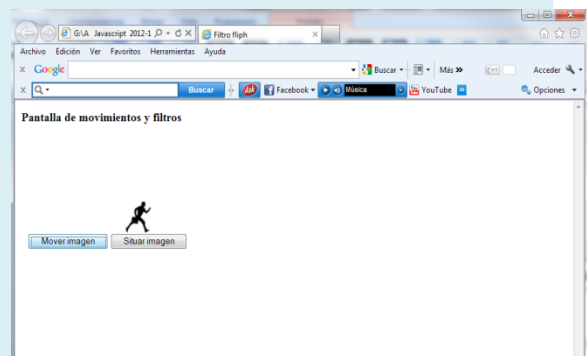 G:\A Javascript 2012-1
Filtro fliph
Archivo Edición Ver Favoritos Herramientas Ayuda
Google
Buscar
Más »
Acceder
Buscar
Ask
Facebook
Música
YouTube
Opciones
Pantalla de movimientos y filtros
Mover imagen
Situar imagen